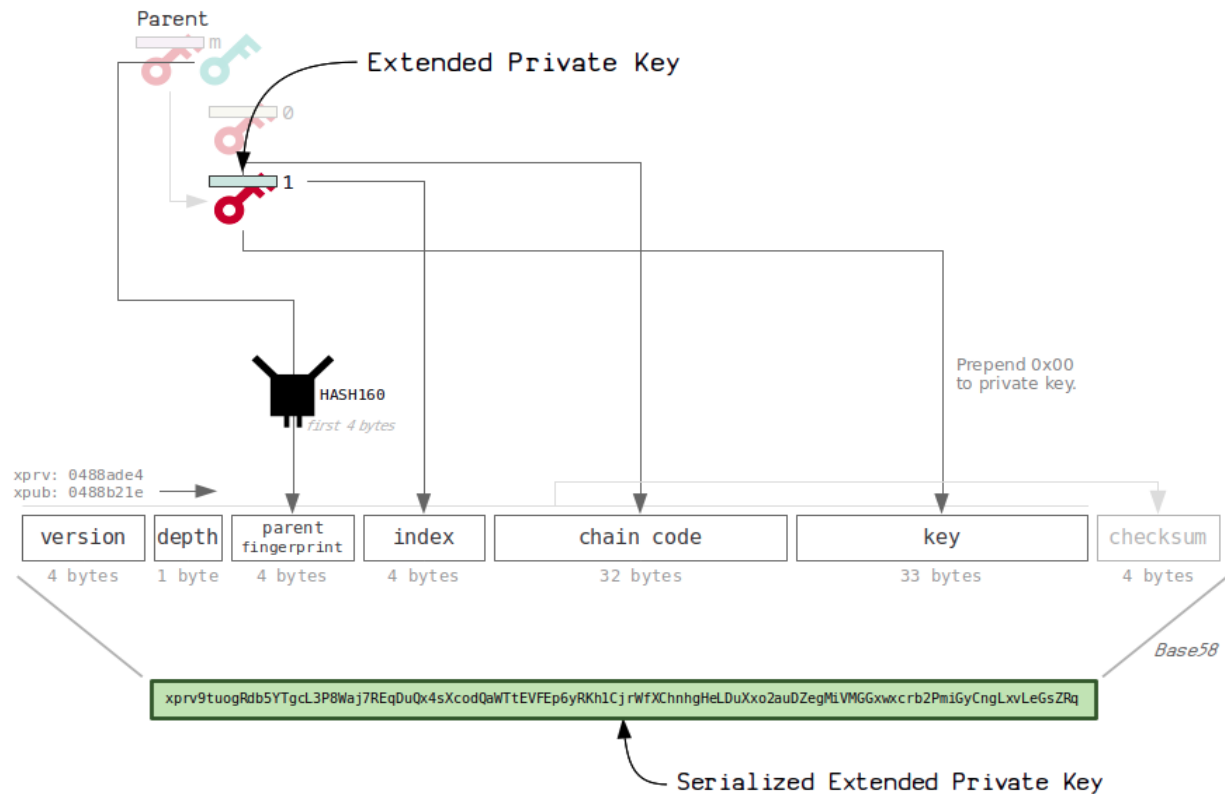 Parent
m
Extended Private Key
0
1
Prepend 0x00
to private key.
HASH160
first 4 bytes
xprv: 0488ade4
xpub: 0488b21e
version
depth
parent
fingerprint
index
chain code
key
checksum
4 bytes
1 byte
4 bytes
4 bytes
32 bytes
33 bytes
4 bytes
Base58
xprv9tuogRdb5YTgcL3P8Waj7REqDuQx4sXcodQaWTtEVFEp6yRKh1CjrWfXChnhgHeLDuXxo2auDZegMiVMGGxwxcrb2PmiGyCngLxvLeGsZRq
Serialized Extended Private Key